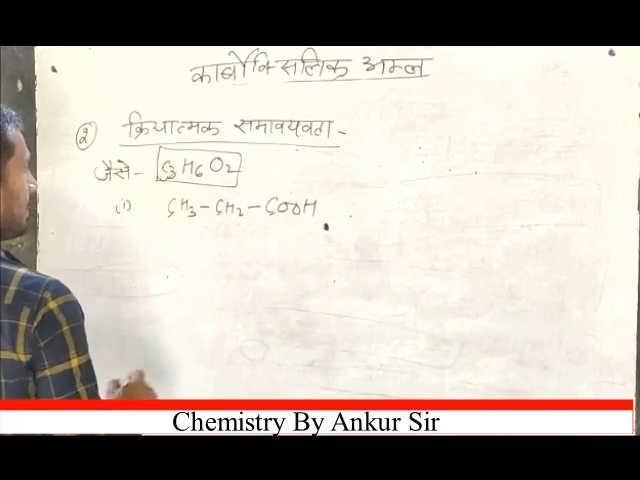 कार्बोक्सिलिक अम्ल
② क्रियात्मक समावयवता -
जैसे - C3H6O2
(i) CH3 - CH2 - COOH
Chemistry By Ankur Sir